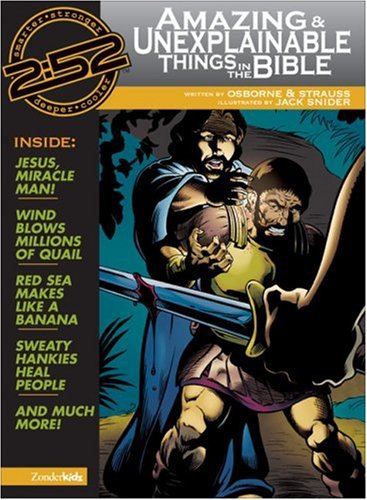 smarter • stronger
2:52
TM
deeper • cooler
AMAZING &
UNEXPLAINABLE
THINGS IN THE BIBLE
WRITTEN BY OSBORNE & STRAUSS
ILLUSTRATED BY JACK SNIDER
INSIDE:
JESUS,
MIRACLE
MAN!
WIND
BLOWS
MILLIONS
OF QUAIL
RED SEA
MAKES
LIKE A
BANANA
SWEATY
HANKIES
HEAL
PEOPLE
AND MUCH
MORE!
Zonderkidz